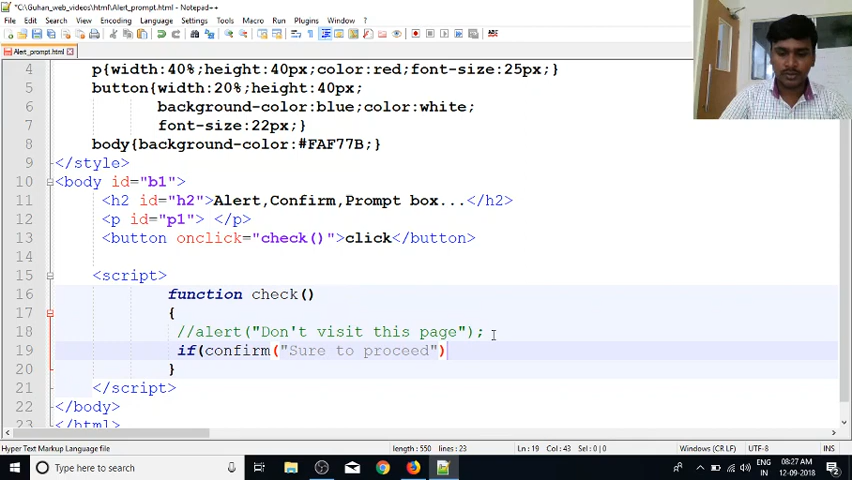 *C:\Guhan_web_videos\html\Alert_prompt.html - Notepad++
File Edit Search View Encoding Language Settings Tools Macro Run Plugins Window ?
X
Alert_prompt.html
4 p{width:40%;height:40px;color:red;font-size:25px;}
5 button{width:20%;height:40px;
6 background-color:blue;color:white;
7 font-size:22px;}
8 body{background-color:#FAF77B;}
9 </style>
10 <body id="b1">
11 <h2 id="h2">Alert,Confirm,Prompt box...</h2>
12 <p id="p1"> </p>
13 <button onclick="check()">click</button>
14
15 <script>
16 function check()
17 {
18 //alert("Don't visit this page");
19 if(confirm("Sure to proceed")
20 }
21 </script>
22 </body>
23 </html>
Hyper Text Markup Language file length : 550 lines : 23 Ln : 19 Col : 43 Sel : 0 | 0 Windows (CR LF) UTF-8 INS
Type here to search
ENG 08:27 AM
IN 12-09-2018
2